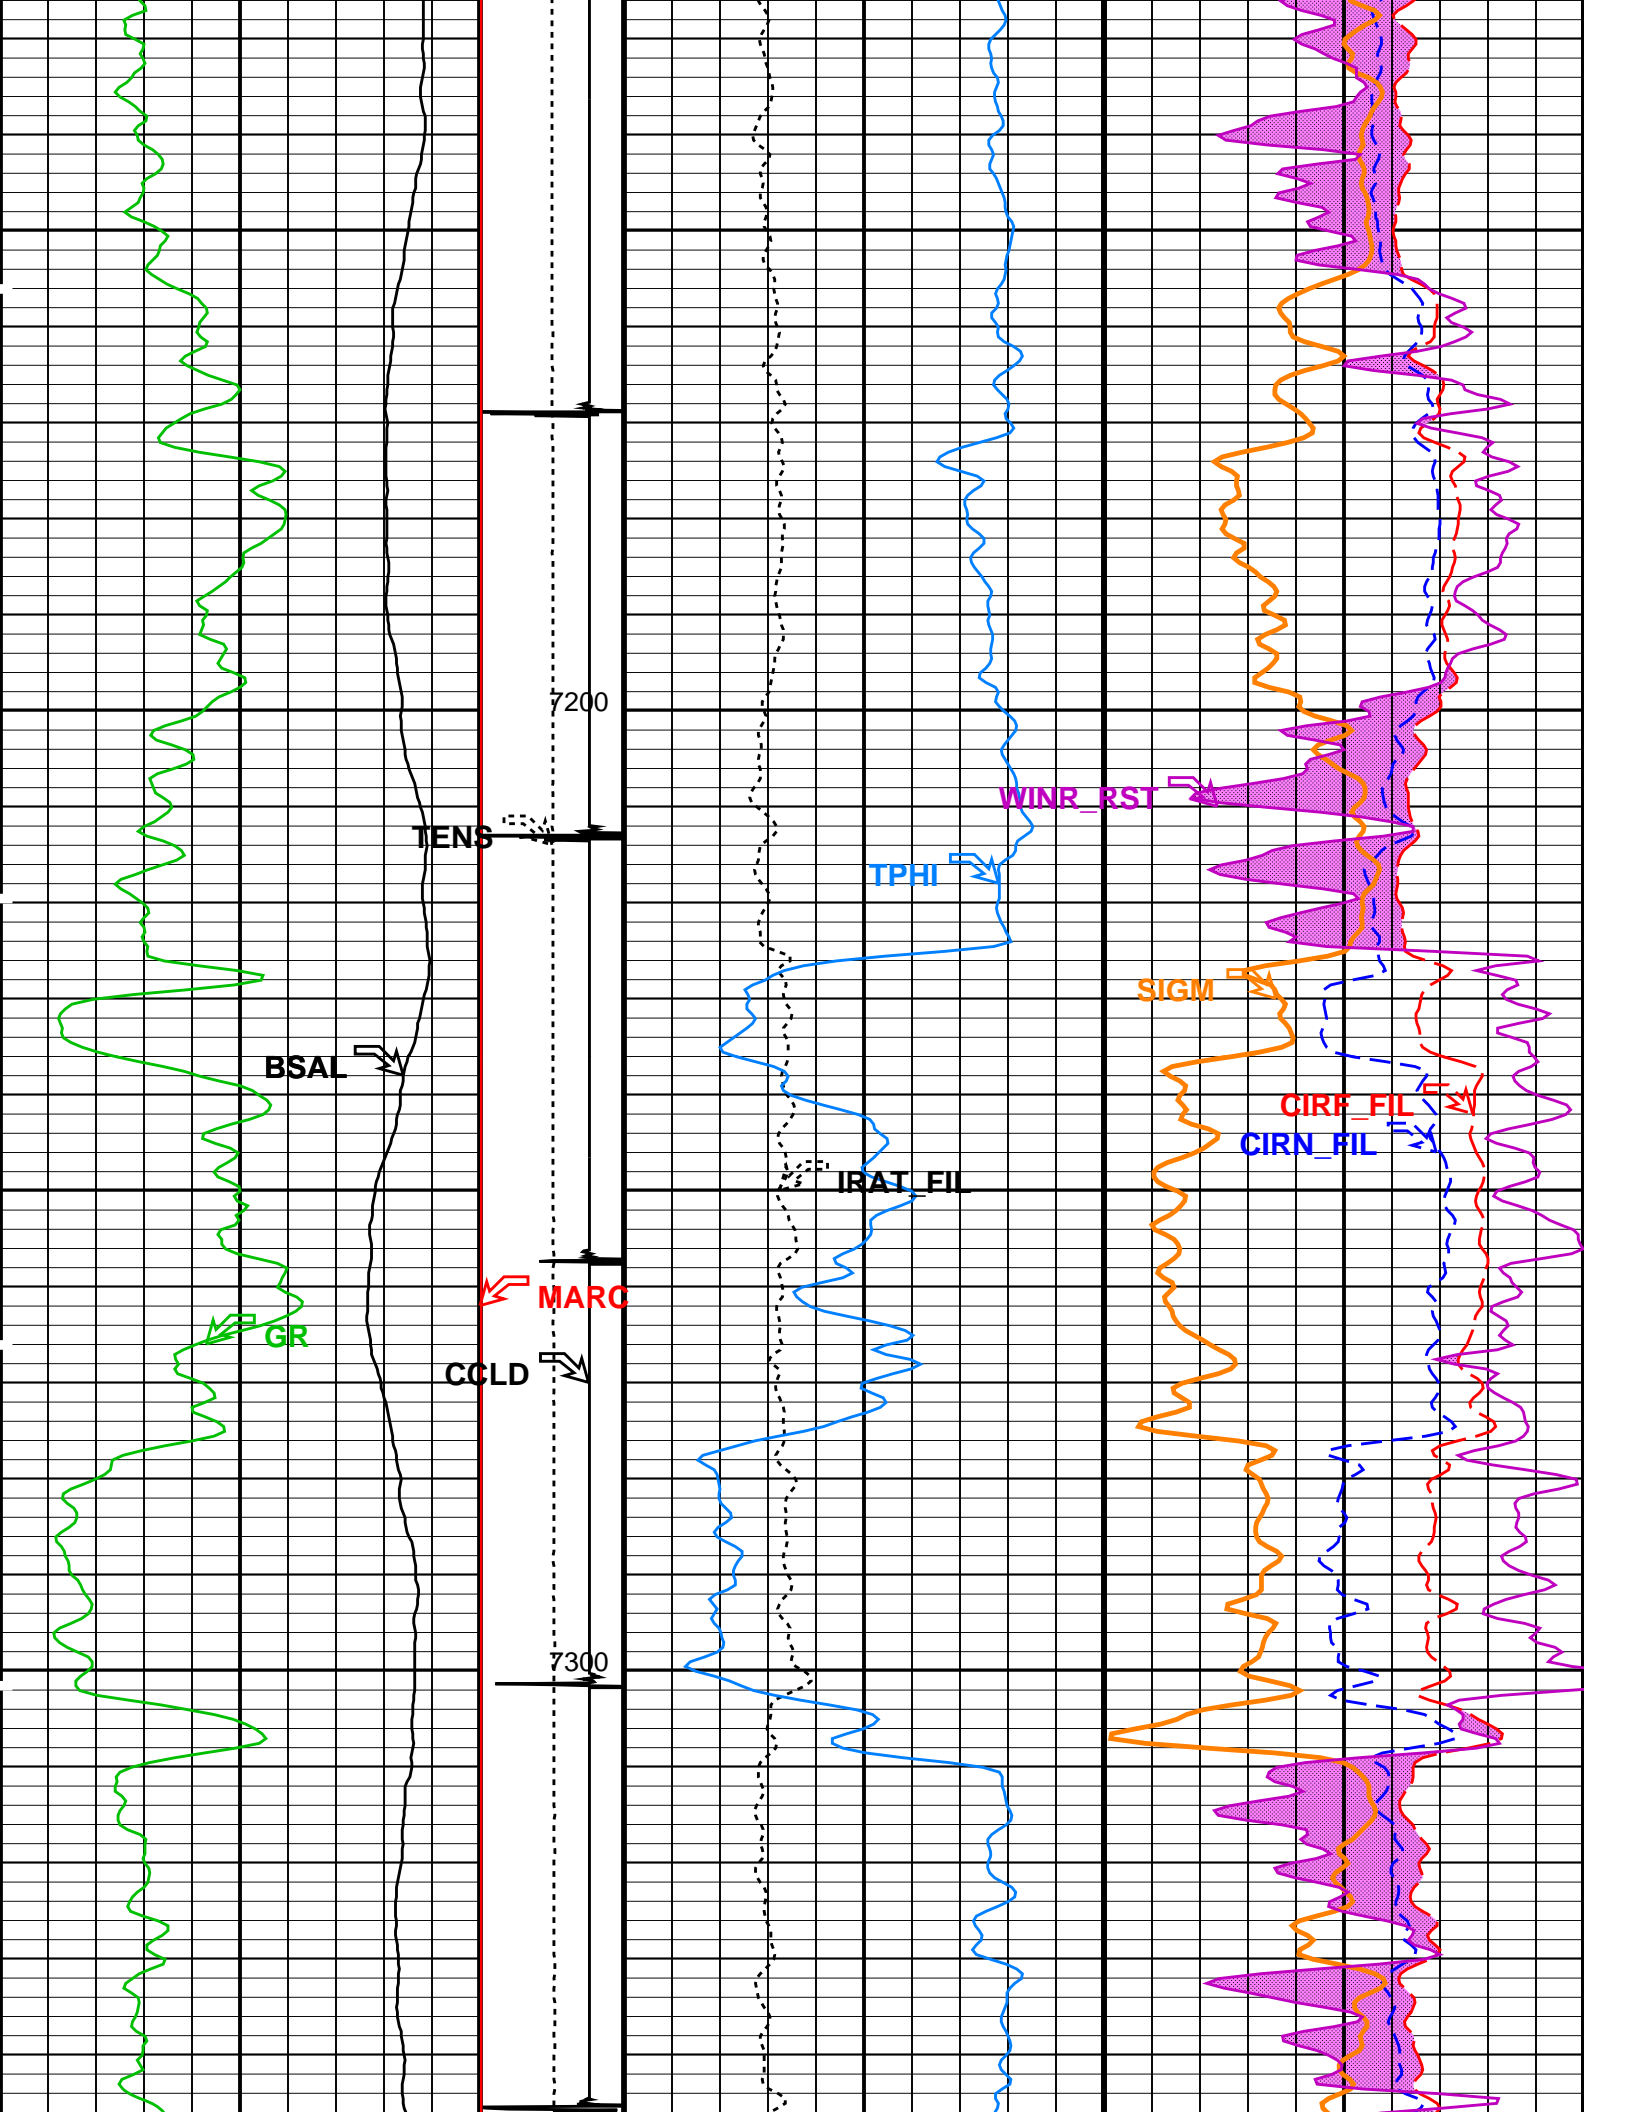 7200
WINR_RST
TENS
TPHI
SIGM
BSAL
CIRF_FIL
CIRN_FIL
IRAT_FIL
MARC
GR
CCLD
7300